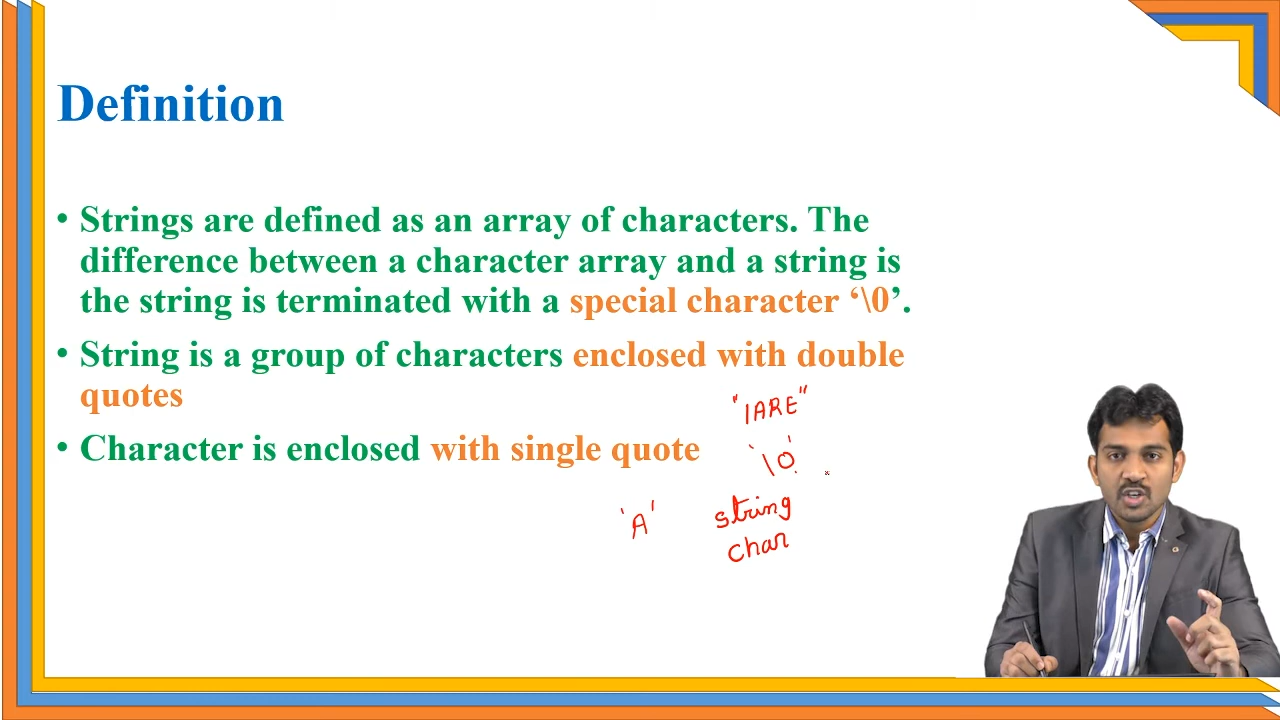 Definition
• Strings are defined as an array of characters. The
difference between a character array and a string is
the string is terminated with a special character ‘\0’.
• String is a group of characters enclosed with double
quotes
• Character is enclosed with single quote
"IARE"
'\0'
'A'
string
char